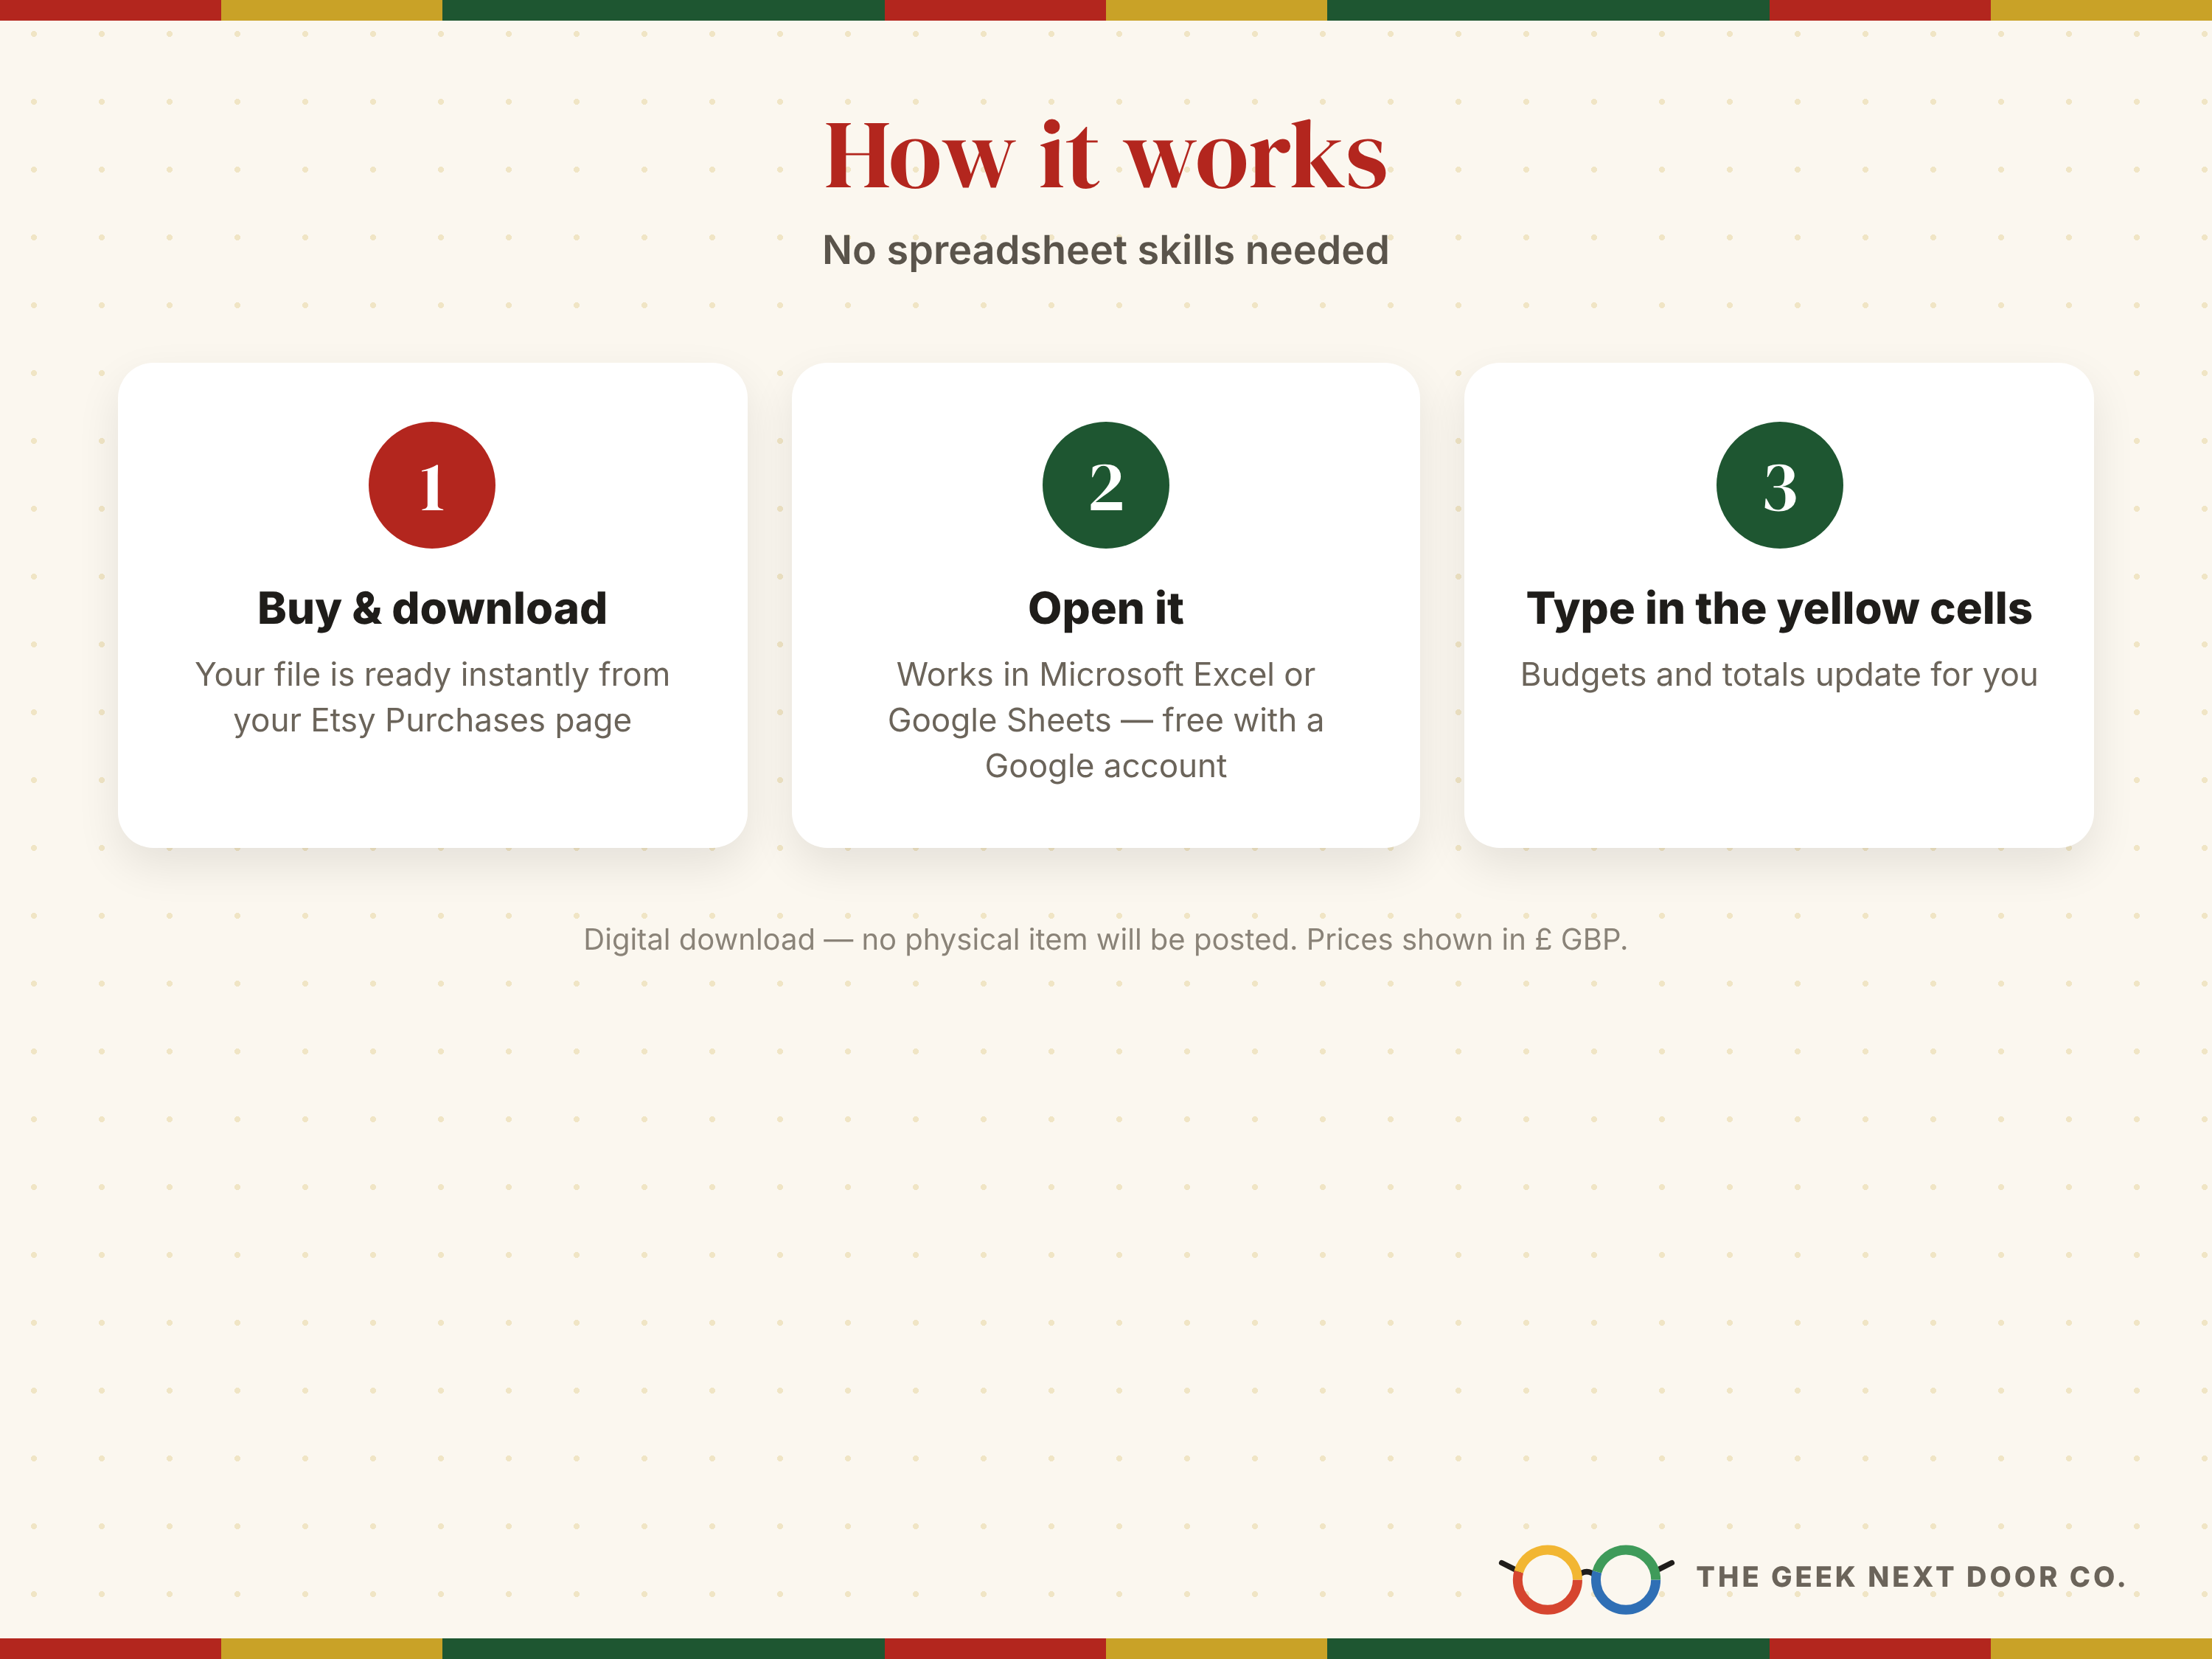 How it works
No spreadsheet skills needed
1
Buy & download
Your file is ready instantly from
your Etsy Purchases page
2
Open it
Works in Microsoft Excel or
Google Sheets — free with a
Google account
3
Type in the yellow cells
Budgets and totals update for you
Digital download — no physical item will be posted. Prices shown in £ GBP.
THE GEEK NEXT DOOR CO.